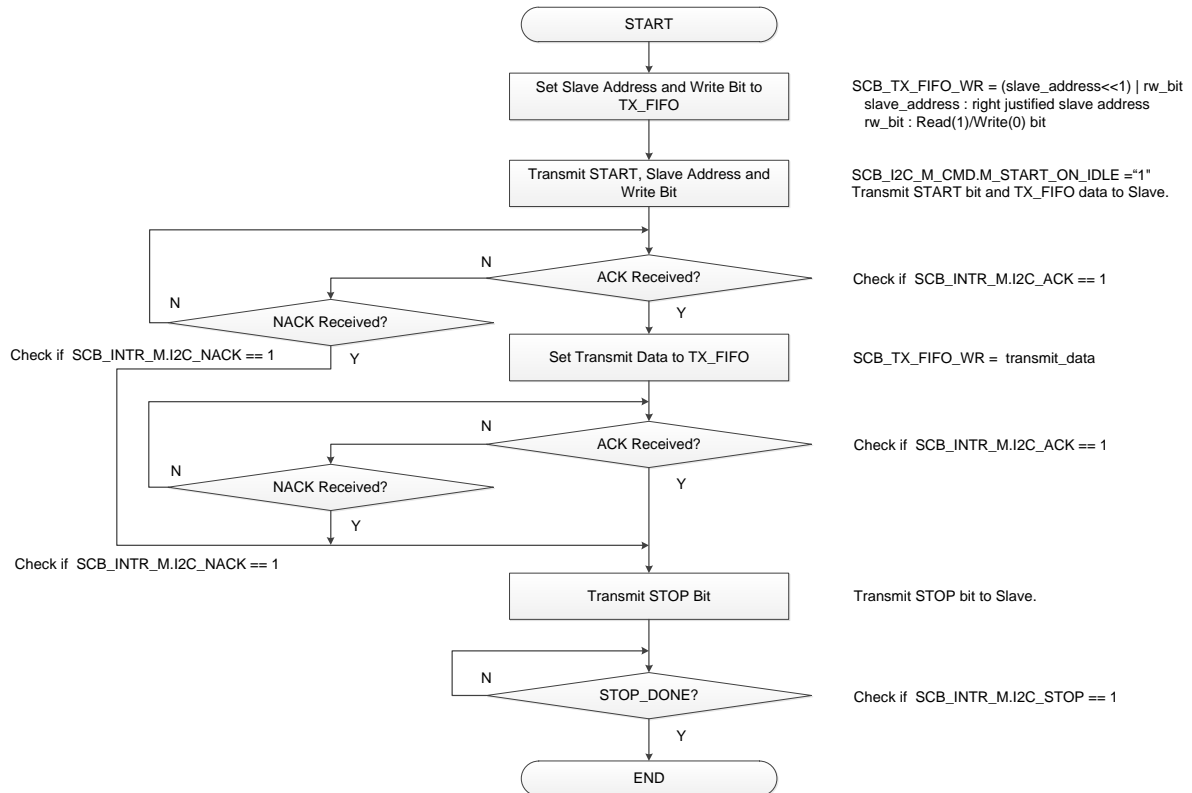 START
Set Slave Address and Write Bit to
TX_FIFO
SCB_TX_FIFO_WR = (slave_address<<1) | rw_bit
slave_address : right justified slave address
rw_bit : Read(1)/Write(0) bit
Transmit START, Slave Address and
Write Bit
SCB_I2C_M_CMD.M_START_ON_IDLE =“1"
Transmit START bit and TX_FIFO data to Slave.
N
ACK Received?
Check if SCB_INTR_M.I2C_ACK == 1
N
NACK Received?
Y
Check if SCB_INTR_M.I2C_NACK == 1
Y
Set Transmit Data to TX_FIFO
SCB_TX_FIFO_WR = transmit_data
N
ACK Received?
Check if SCB_INTR_M.I2C_ACK == 1
N
NACK Received?
Y
Y
Check if SCB_INTR_M.I2C_NACK == 1
Transmit STOP Bit
Transmit STOP bit to Slave.
N
STOP_DONE?
Check if SCB_INTR_M.I2C_STOP == 1
Y
END